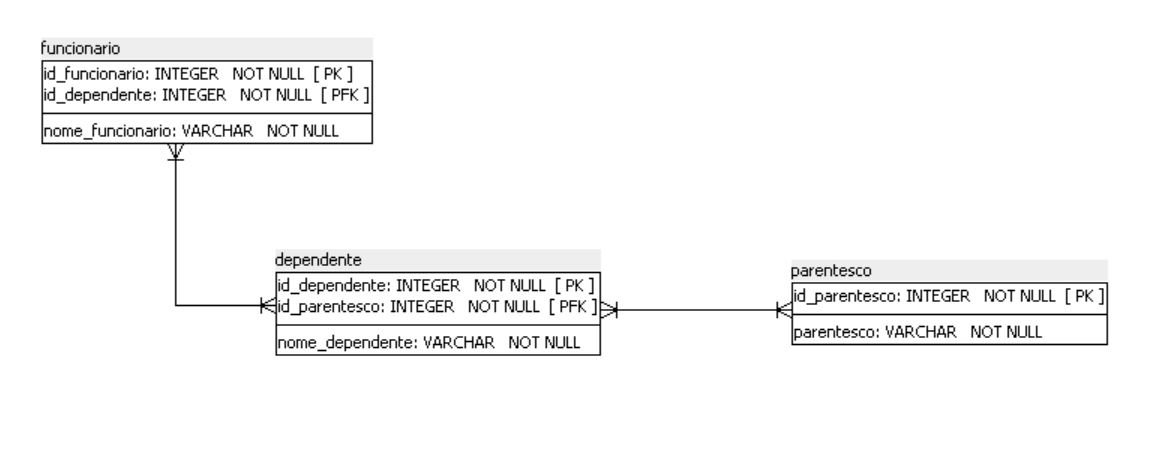 funcionario
id_funcionario: INTEGER NOT NULL [ PK ]
id_dependente: INTEGER NOT NULL [ PFK ]
nome_funcionario: VARCHAR NOT NULL
dependente
id_dependente: INTEGER NOT NULL [ PK ]
id_parentesco: INTEGER NOT NULL [ PFK ]
nome_dependente: VARCHAR NOT NULL
parentesco
id_parentesco: INTEGER NOT NULL [ PK ]
parentesco: VARCHAR NOT NULL